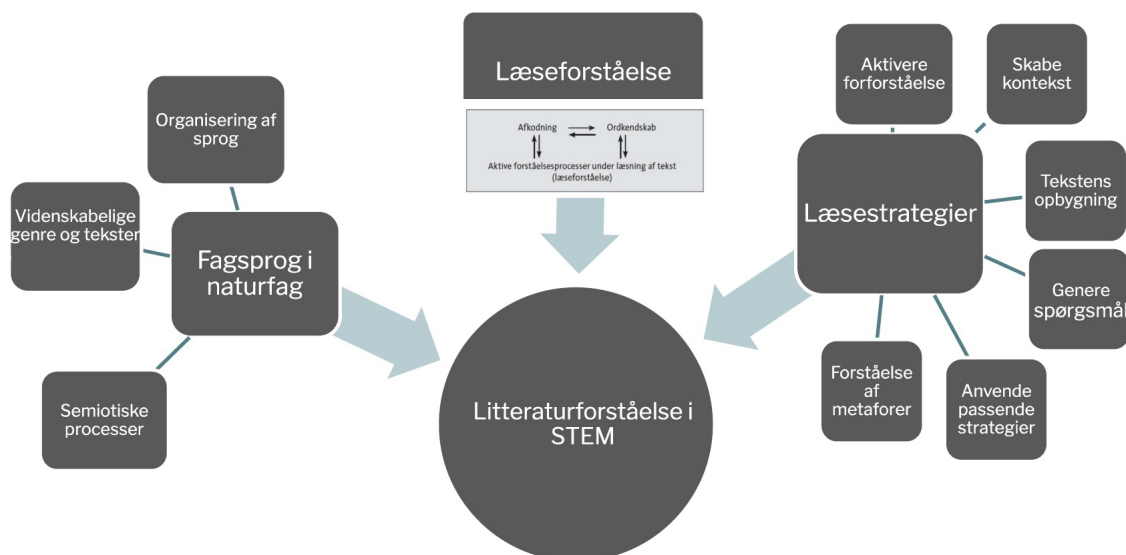 Organisering af
sprog
Videnskabelige
genre og tekster
Fagsprog i
naturfag
Semiotiske
processer
Læseforståelse
Afkodning
Ordkendskab
Aktive forståelsesprocesser under læsning af tekst
(læseforståelse)
Litteraturforståelse i
STEM
Aktivere
forforståelse
Skabe
kontekst
Læsestrategier
Tekstens
opbygning
Genere
spørgsmål
Forståelse
af
metaforer
Anvende
passende
strategier